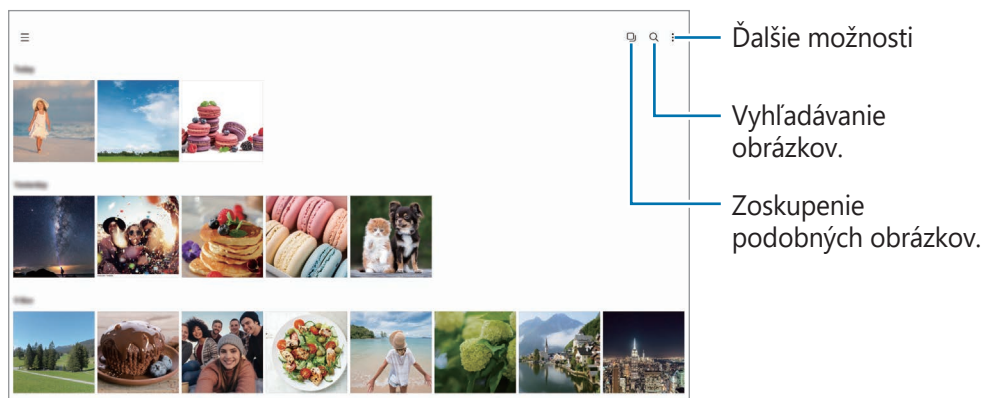 Ďalšie možnosti
Vyhľadávanie
obrázkov.
Zoskupenie
podobných obrázkov.